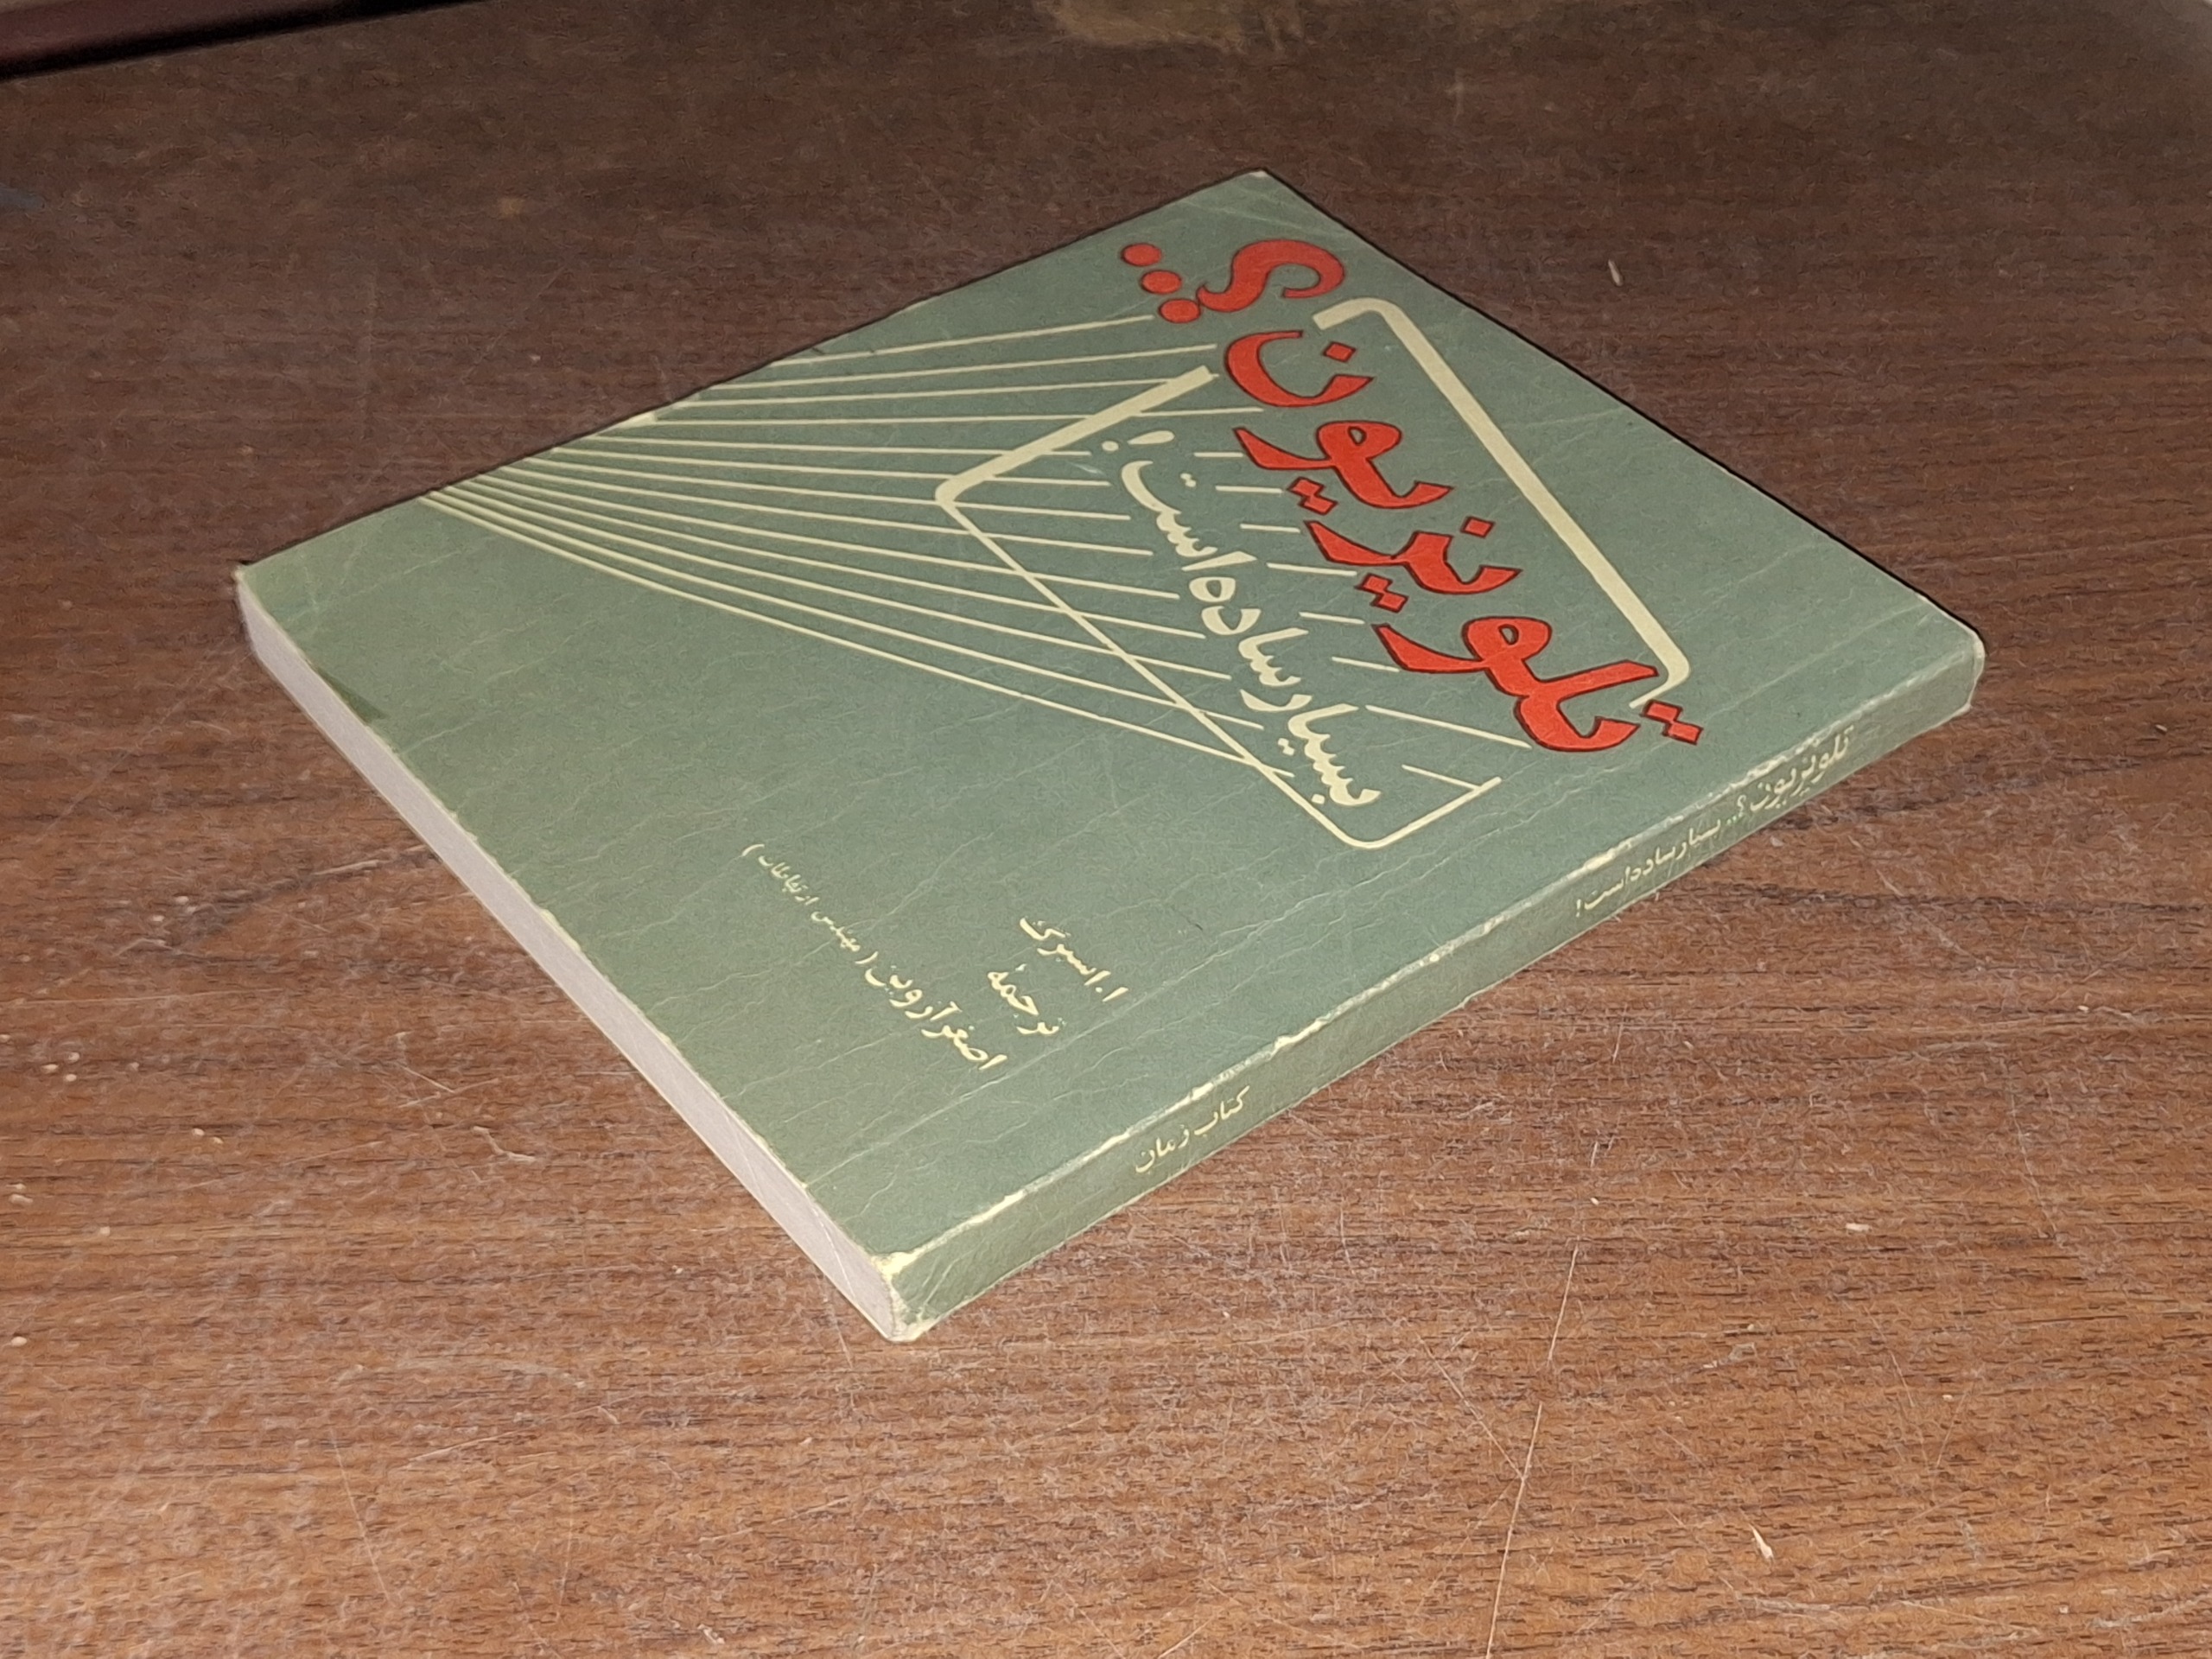 تلویزیون؟..
بسیار ساده است!
ا. اسبرگ
ترجمهٔ
اصغر آروین (مهندس ارتباطات)
تلویزیون؟.. بسیار ساده است!
کتاب زمان